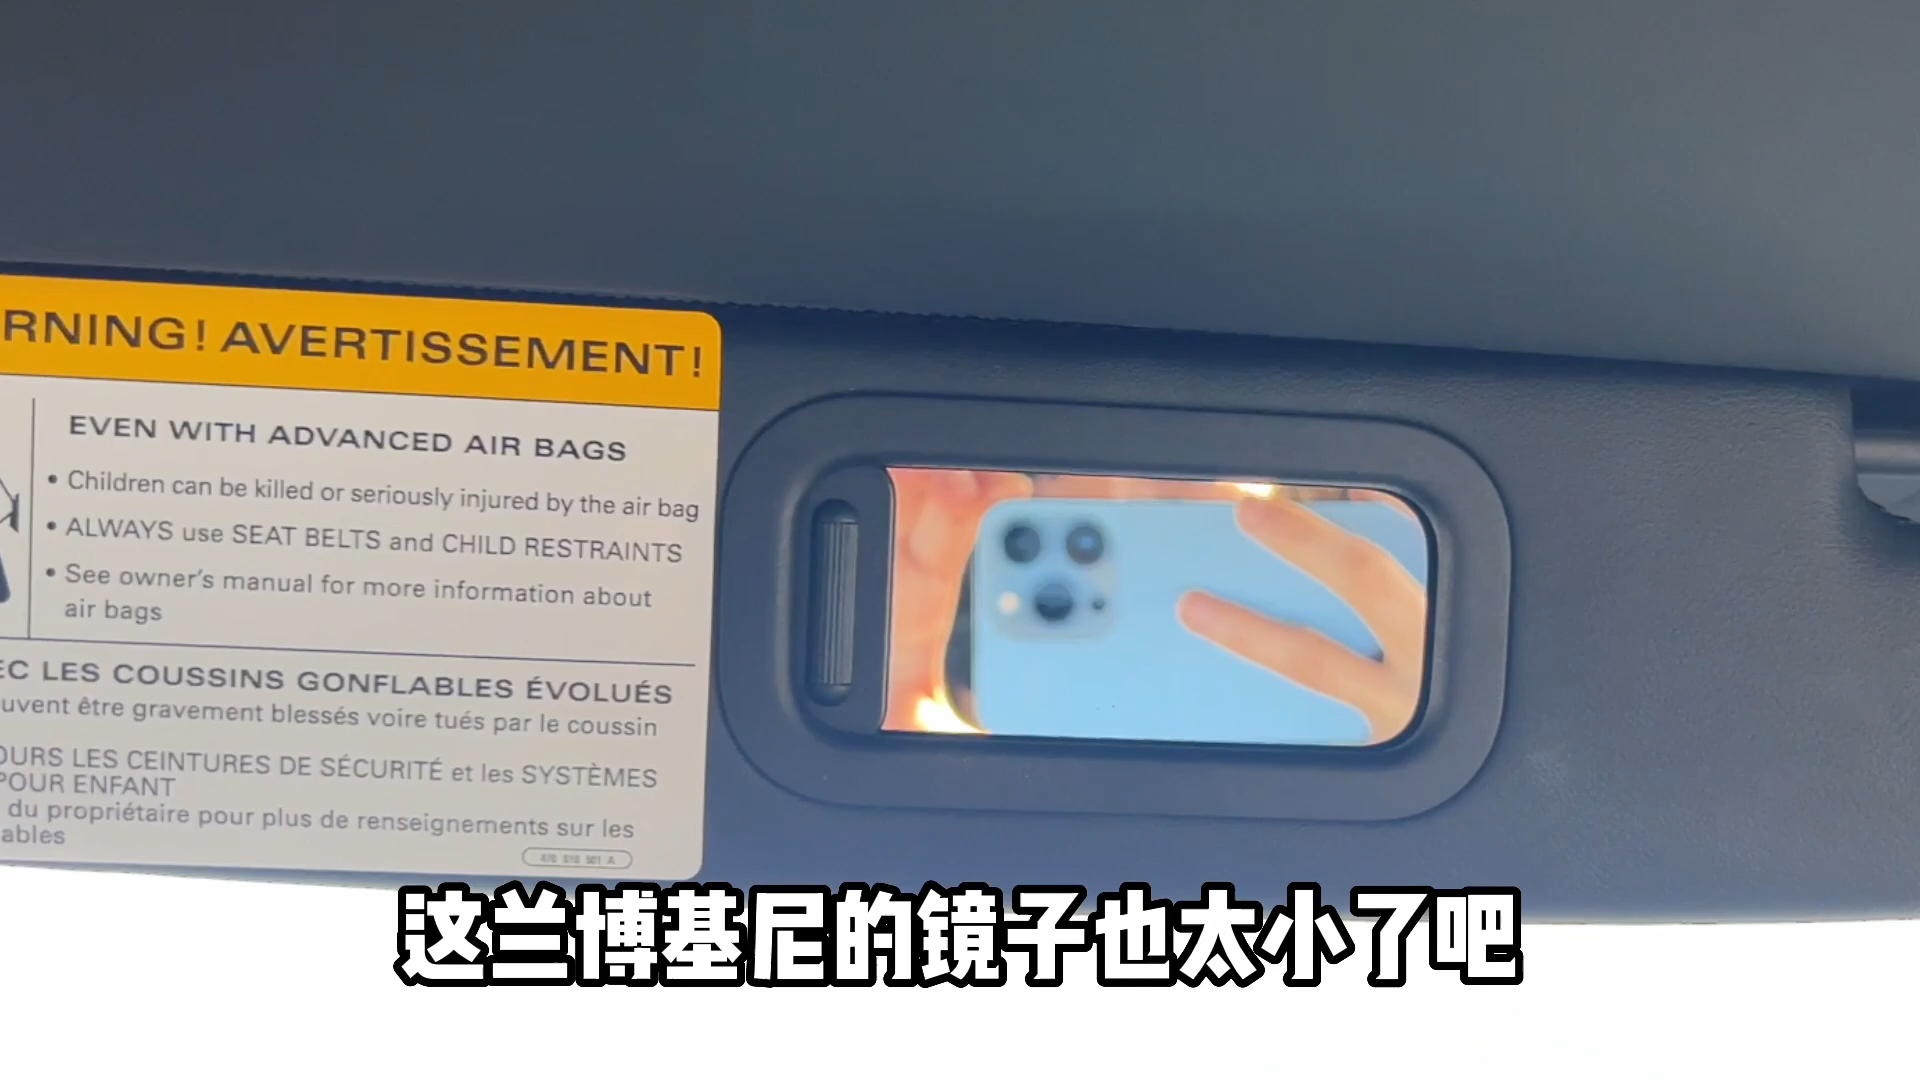 RNING! AVERTISSEMENT!
EVEN WITH ADVANCED AIR BAGS
• Children can be killed or seriously injured by the air bag
• ALWAYS use SEAT BELTS and CHILD RESTRAINTS
• See owner's manual for more information about
air bags
EC LES COUSSINS GONFLABLES ÉVOLUÉS
uvent être gravement blessés voire tués par le coussin
OURS LES CEINTURES DE SÉCURITÉ et les SYSTÈMES
POUR ENFANT
du propriétaire pour plus de renseignements sur les
ables
这兰博基尼的镜子也太小了吧